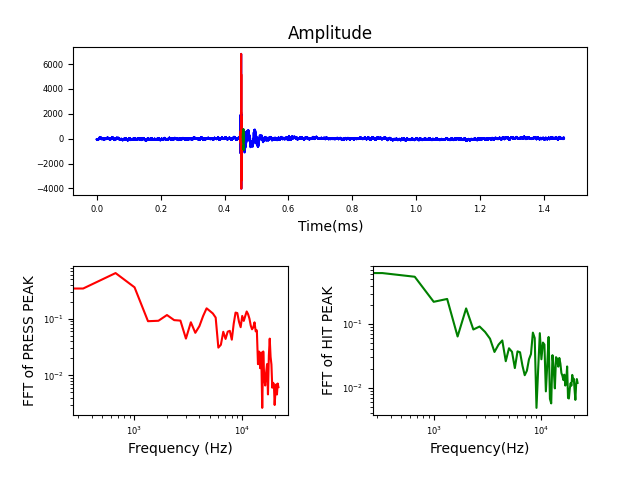 Amplitude
6000
4000
2000
0
−2000
−4000
0.0 0.2 0.4 0.6 0.8 1.0 1.2 1.4
Time(ms)
FFT of PRESS PEAK
10⁻¹
10⁻²
10³ 10⁴
Frequency (Hz)
FFT of HIT PEAK
10⁻¹
10⁻²
10³ 10⁴
Frequency(Hz)